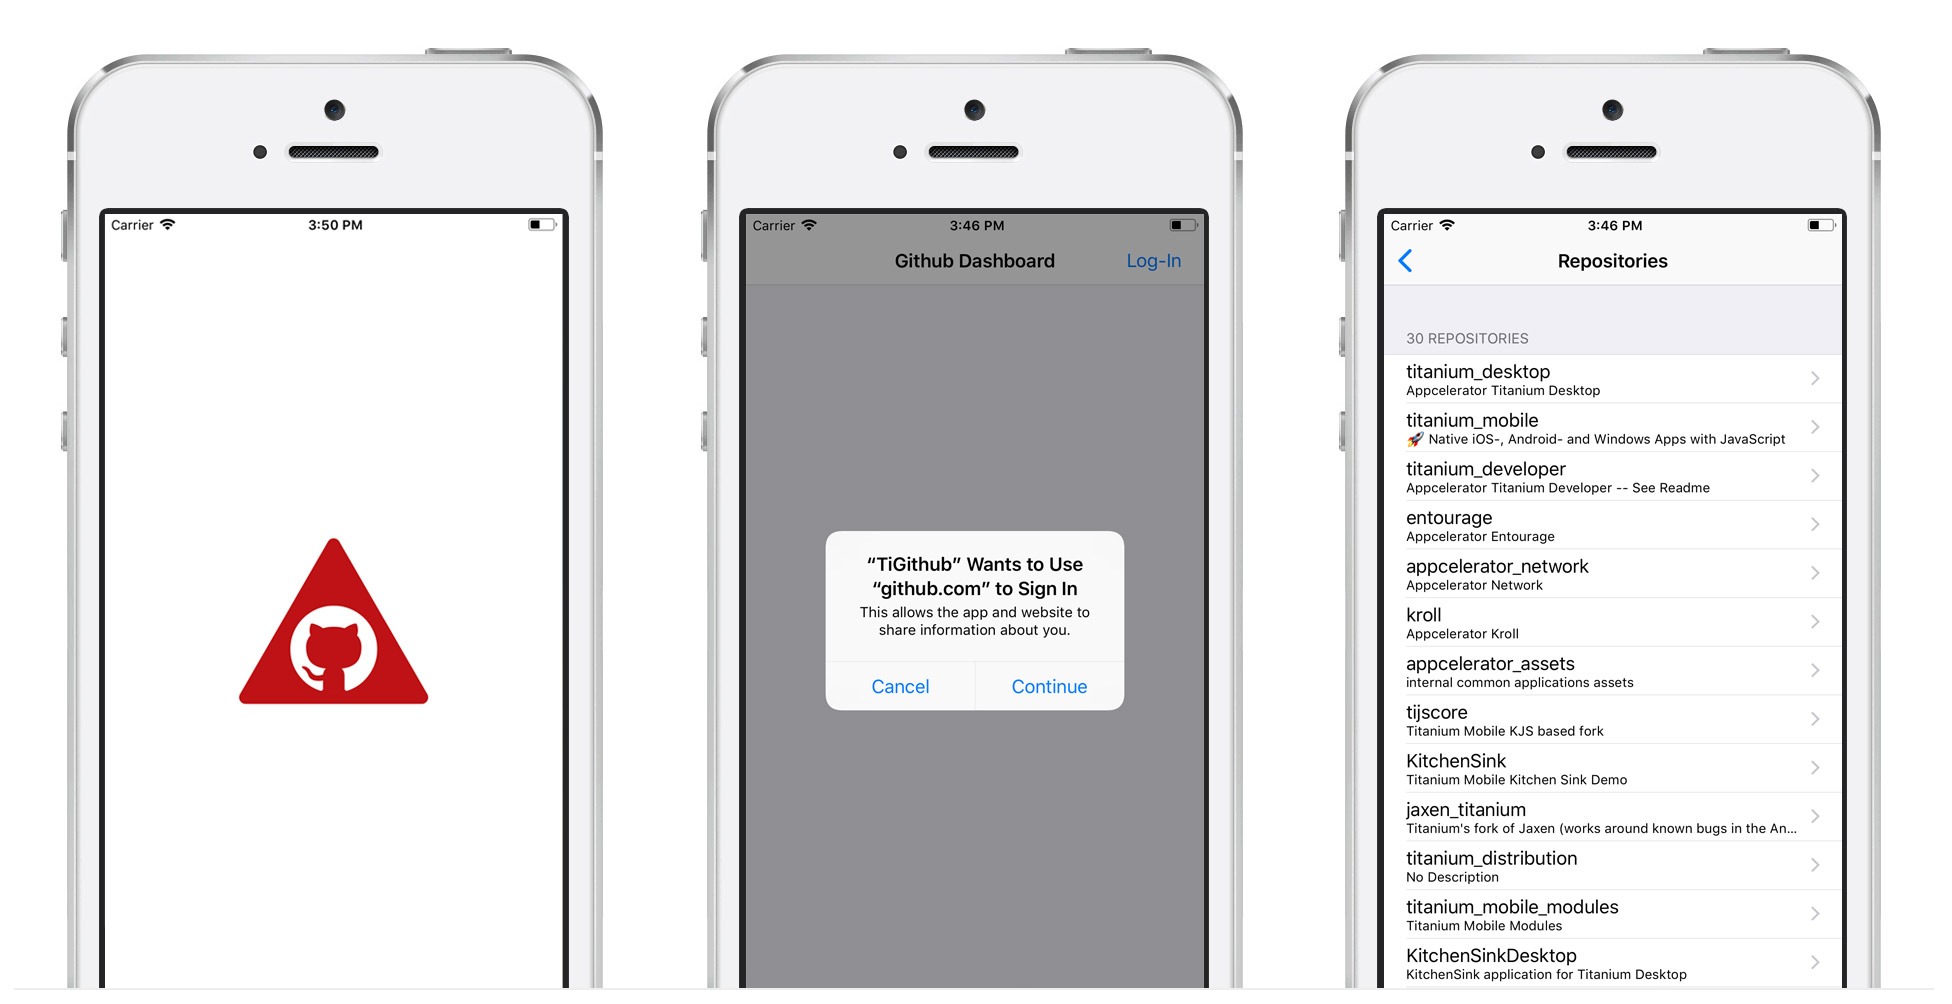 Carrier
3:50 PM
Carrier
3:46 PM
Github Dashboard
Log-In
“TiGithub” Wants to Use
“github.com” to Sign In
This allows the app and website to
share information about you.
Cancel
Continue
Carrier
3:46 PM
Repositories
30 REPOSITORIES
titanium_desktop
Appcelerator Titanium Desktop
titanium_mobile
🚀 Native iOS-, Android- and Windows Apps with JavaScript
titanium_developer
Appcelerator Titanium Developer -- See Readme
entourage
Appcelerator Entourage
appcelerator_network
Appcelerator Network
kroll
Appcelerator Kroll
appcelerator_assets
internal common applications assets
tijscore
Titanium Mobile KJS based fork
KitchenSink
Titanium Mobile Kitchen Sink Demo
jaxen_titanium
Titanium's fork of Jaxen (works around known bugs in the An...
titanium_distribution
No Description
titanium_mobile_modules
Titanium Mobile Modules
KitchenSinkDesktop
KitchenSink application for Titanium Desktop